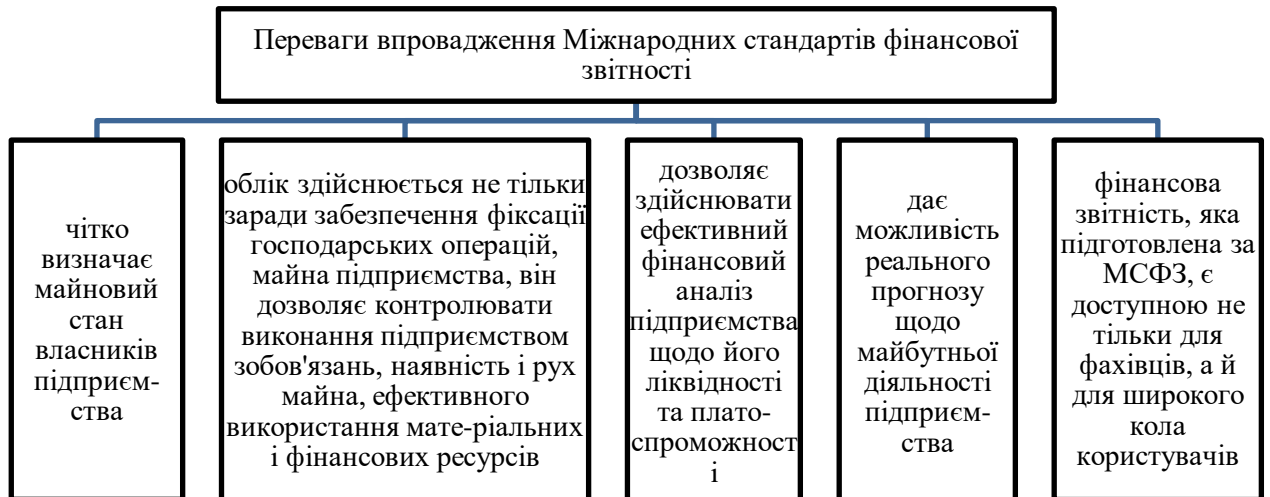 Переваги впровадження Міжнародних стандартів фінансової
звітності
чітко
визначає
майновий
стан
власників
підприєм-
ства
облік здійснюється не тільки
заради забезпечення фіксації
господарських операцій,
майна підприємства, він
дозволяє контролювати
виконання підприємством
зобов'язань, наявність і рух
майна, ефективного
використання мате-ріальних
і фінансових ресурсів
дозволяє
здійснювати
ефективний
фінансовий
аналіз
підприємства
щодо його
ліквідності
та плато-
спроможност
і
дає
можливість
реального
прогнозу
щодо
майбутньої
діяльності
підприєм-
ства
фінансова
звітність, яка
підготовлена за
МСФЗ, є
доступною не
тільки для
фахівців, а й
для широкого
кола
користувачів